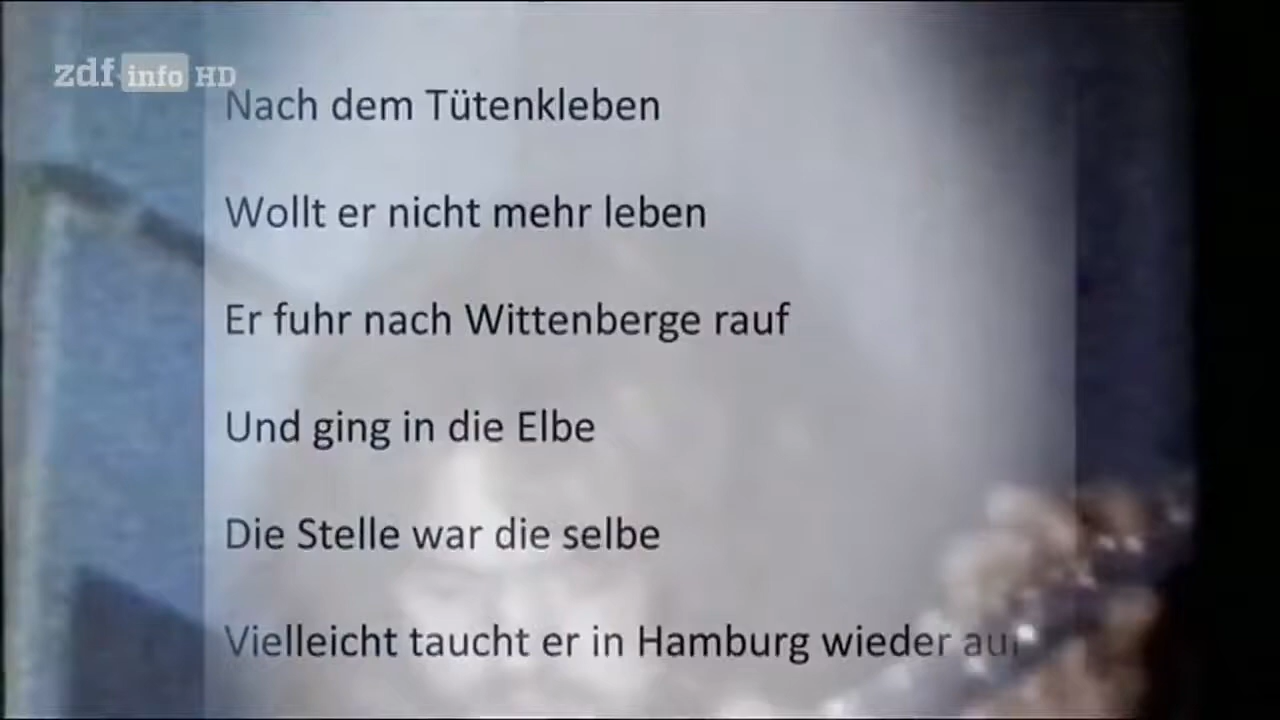 zdf info HD
Nach dem Tütenkleben
Wollt er nicht mehr leben
Er fuhr nach Wittenberge rauf
Und ging in die Elbe
Die Stelle war die selbe
Vielleicht taucht er in Hamburg wieder auf